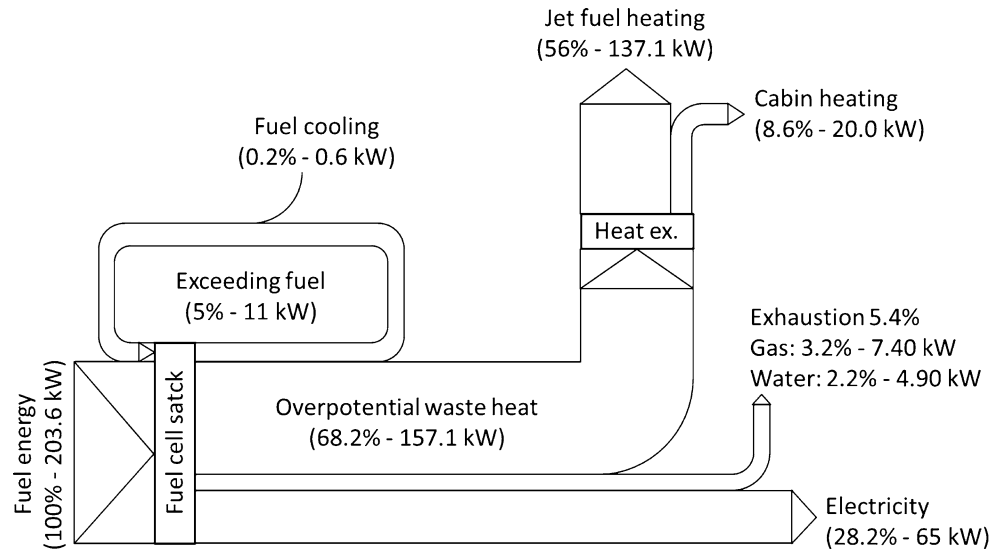 Jet fuel heating
(56% - 137.1 kW)
Cabin heating
(8.6% - 20.0 kW)
Fuel cooling
(0.2% - 0.6 kW)
Heat ex.
Exceeding fuel
(5% - 11 kW)
Exhaustion 5.4%
Gas: 3.2% - 7.40 kW
Water: 2.2% - 4.90 kW
Fuel energy
(100% - 203.6 kW)
Fuel cell satck
Overpotential waste heat
(68.2% - 157.1 kW)
Electricity
(28.2% - 65 kW)